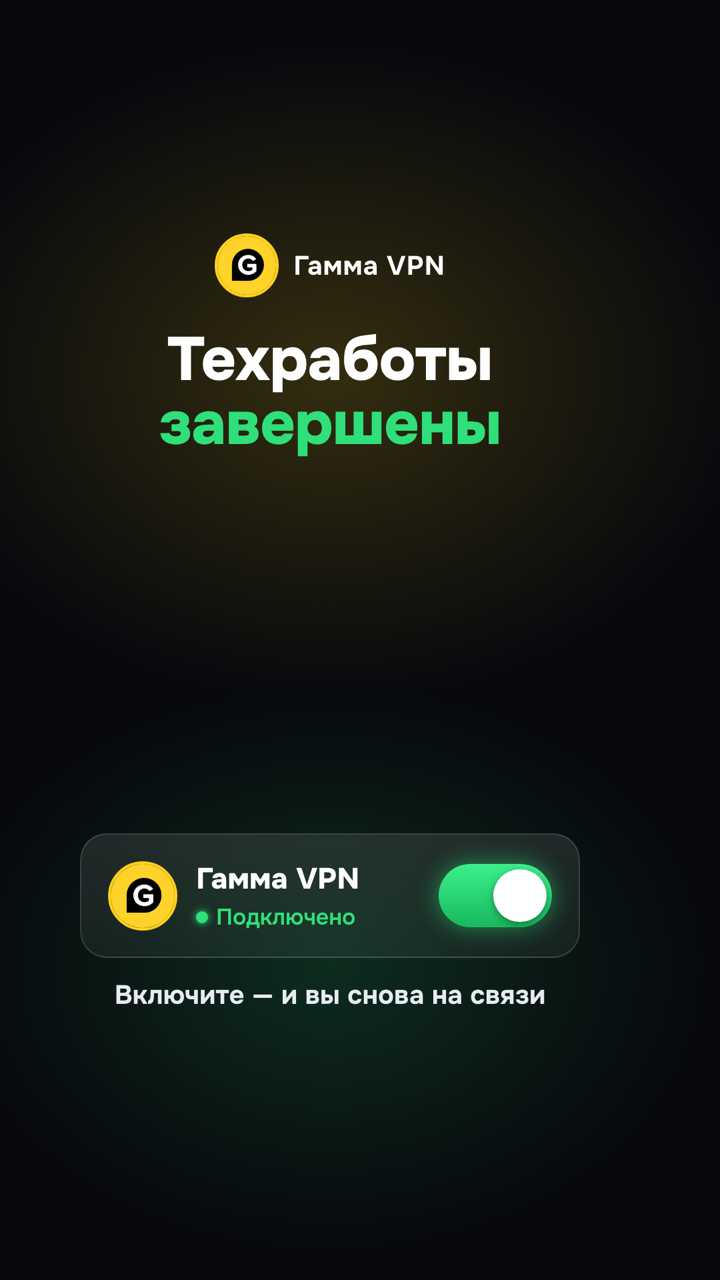 G Гамма VPN
Техработы
завершены
G Гамма VPN
Подключено
Включите — и вы снова на связи